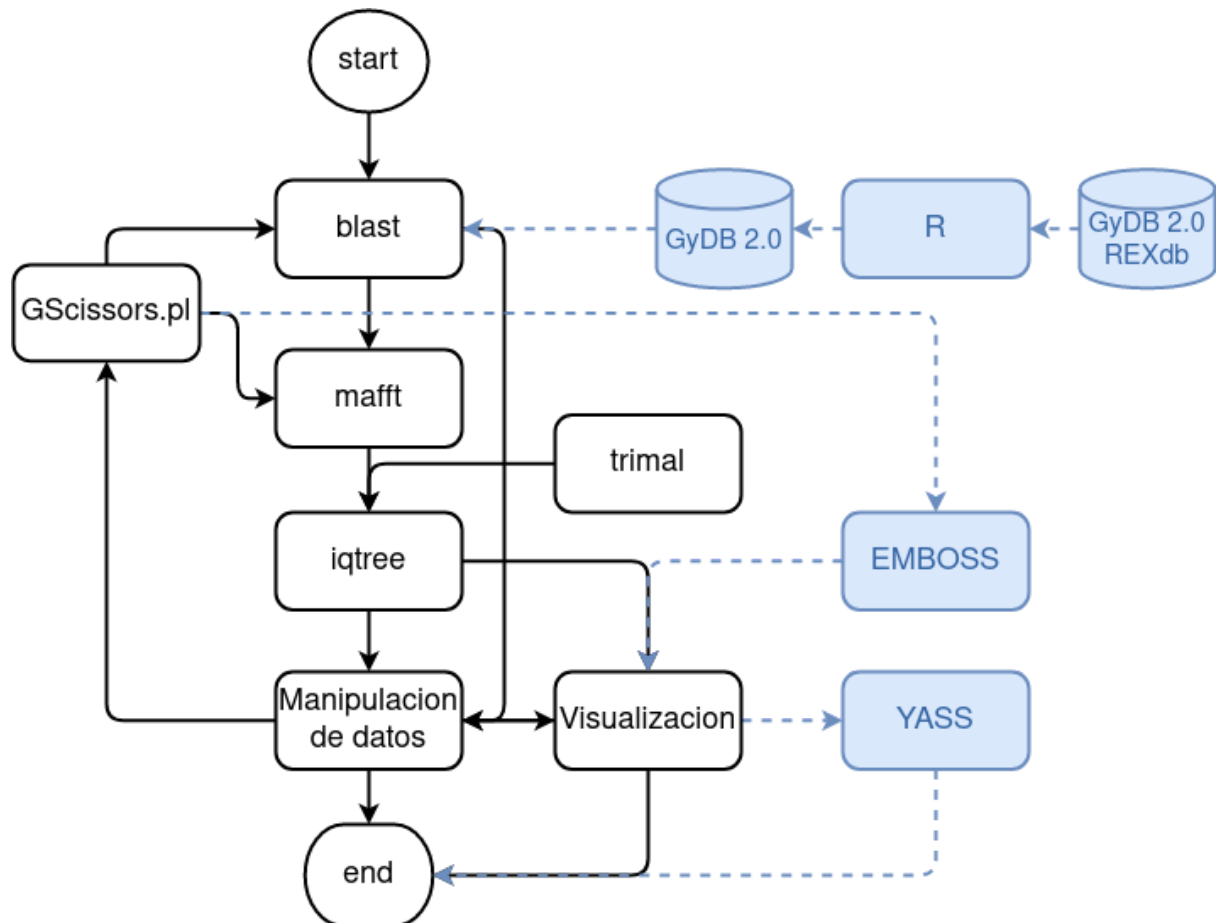 start
blast
GyDB 2.0
R
GyDB 2.0
REXdb
GScissors.pl
mafft
trimal
iqtree
EMBOSS
Manipulacion
de datos
Visualizacion
YASS
end